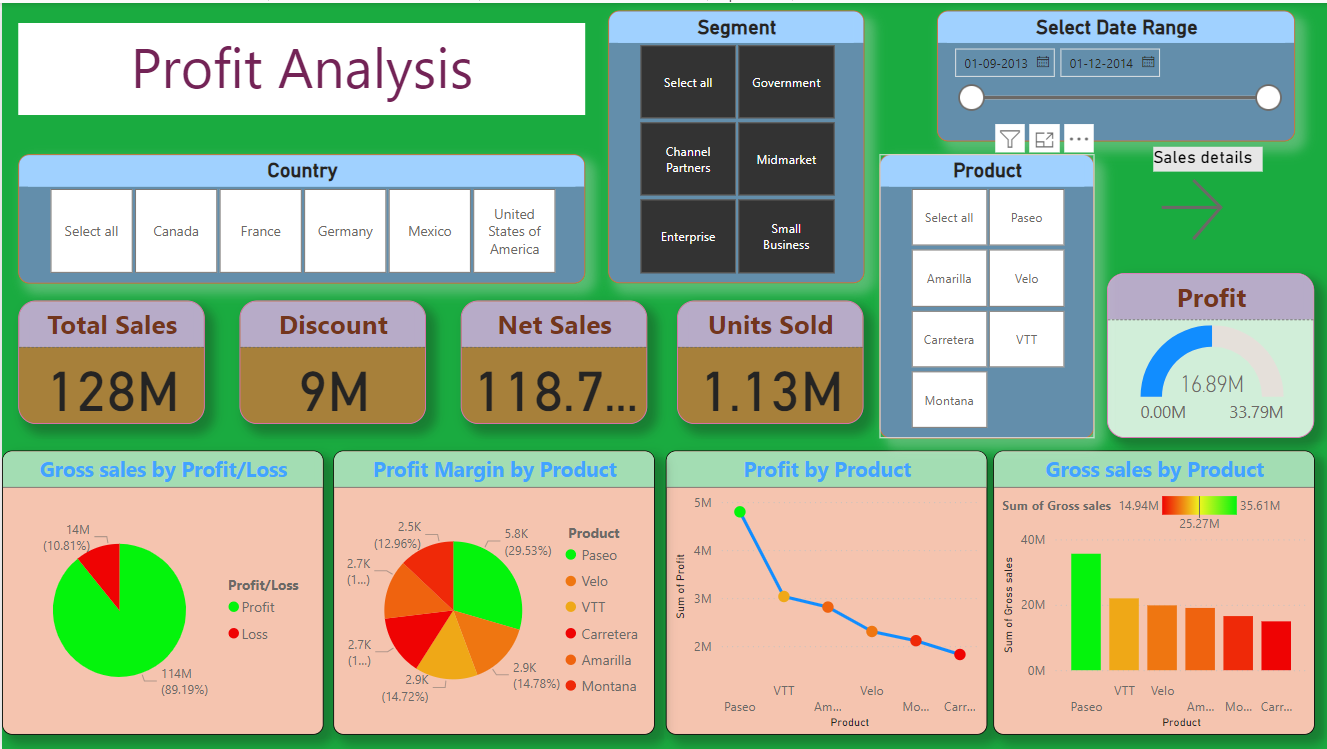 Profit Analysis
Segment
Select all
Government
Channel
Partners
Midmarket
Enterprise
Small
Business
Select Date Range
01-09-2013
01-12-2014
Country
Select all
Canada
France
Germany
Mexico
United
States of
America
Product
Select all
Paseo
Amarilla
Velo
Carretera
VTT
Montana
Sales details
Total Sales
128M
Discount
9M
Net Sales
118.7...
Units Sold
1.13M
Profit
16.89M
0.00M
33.79M
Gross sales by Profit/Loss
14M
(10.81%)
114M
(89.19%)
Profit/Loss
Profit
Loss
Profit Margin by Product
2.5K
(12.96%)
5.8K
(29.53%)
2.7K
(1...)
2.7K
(1...)
2.9K
(14.72%)
2.9K
(14.78%)
Product
Paseo
Velo
VTT
Carretera
Amarilla
Montana
Profit by Product
Sum of Profit
5M
4M
3M
2M
Paseo
VTT
Am...
Velo
Mo...
Carr...
Product
Gross sales by Product
Sum of Gross sales
14.94M
35.61M
25.27M
Sum of Gross sales
40M
20M
0M
Paseo
VTT
Velo
Am...
Mo...
Carr...
Product